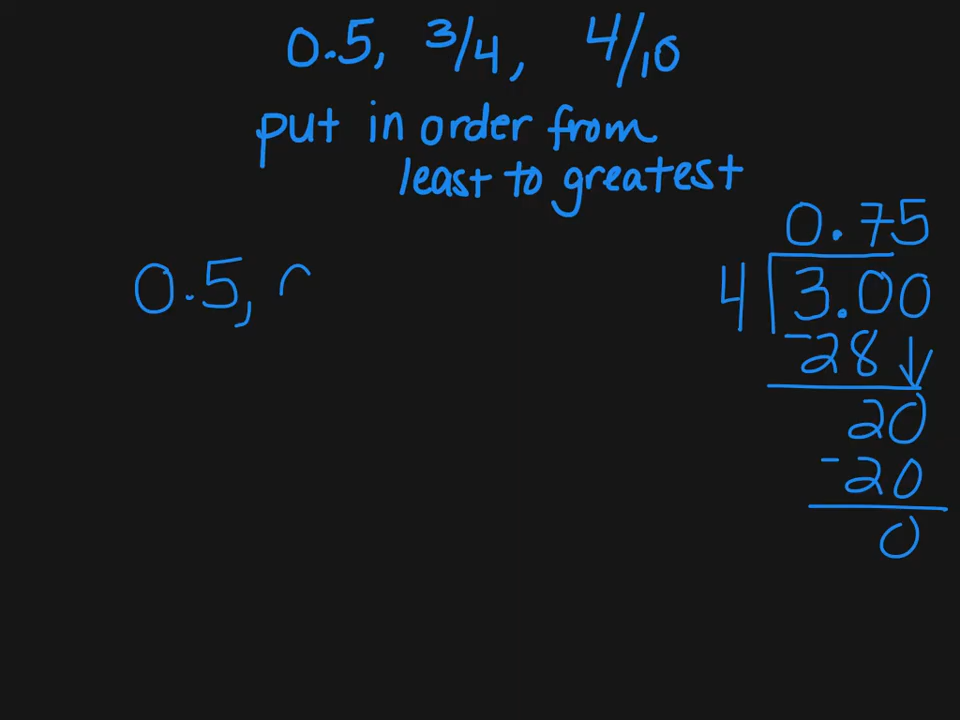 0.5, 3/4, 4/10
put in order from
least to greatest
0.5,
0.75
4 3.00
-28
20
-20
0